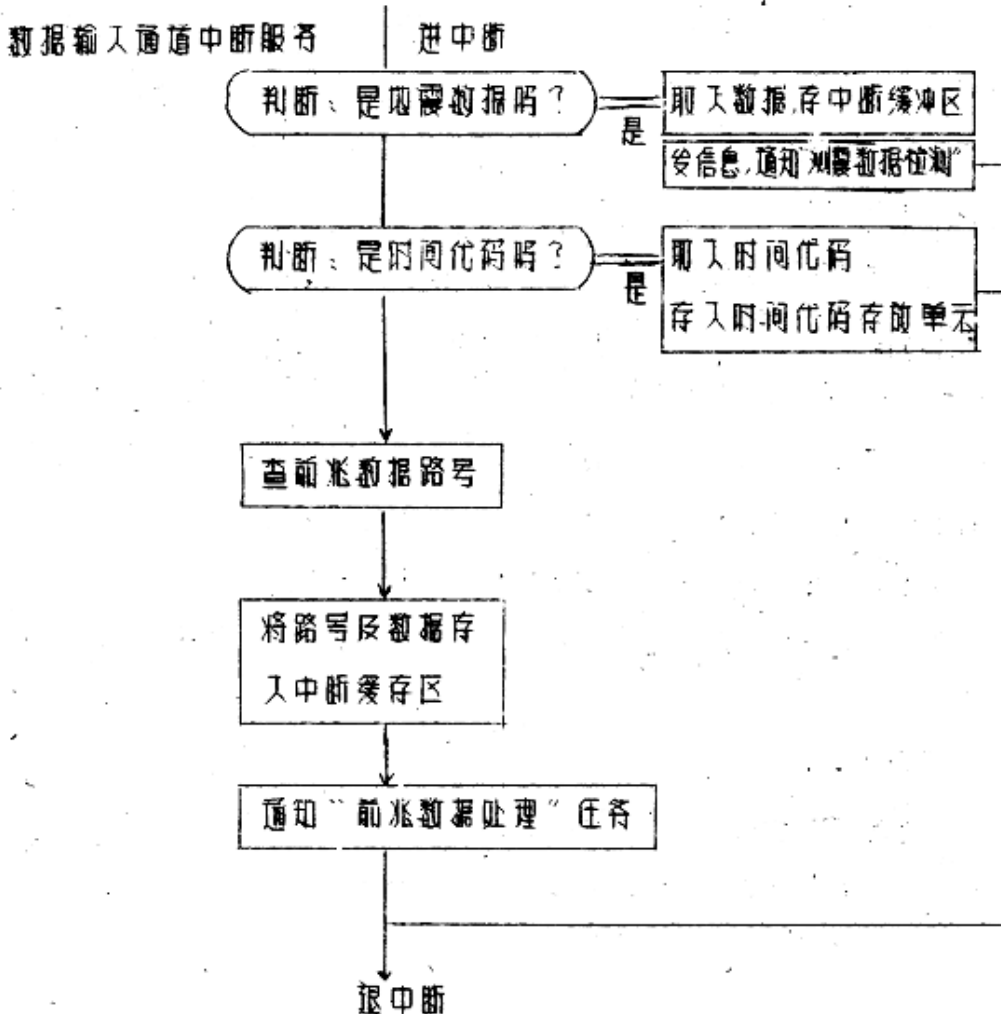 数据输入通道中断服务
进中断
判断:是地震数据吗?
是
取入数据,存中断缓冲区
发信息,通知"测震数据检测"
判断:是时间代码吗?
是
取入时间代码
存入时间代码存放单元
查前兆数据路号
将路号及数据存
入中断缓存区
通知"前兆数据处理"任务
退中断